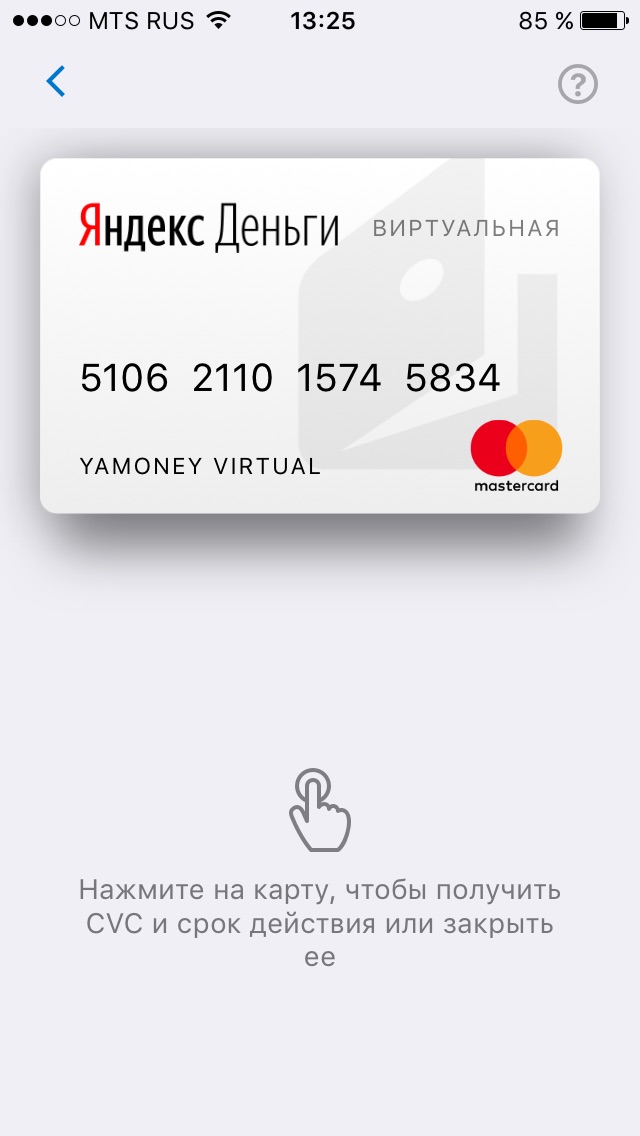 MTS RUS 13:25 85 %
?
Яндекс Деньги ВИРТУАЛЬНАЯ
5106 2110 1574 5834
YAMONEY VIRTUAL
mastercard
Нажмите на карту, чтобы получить
CVC и срок действия или закрыть
ее